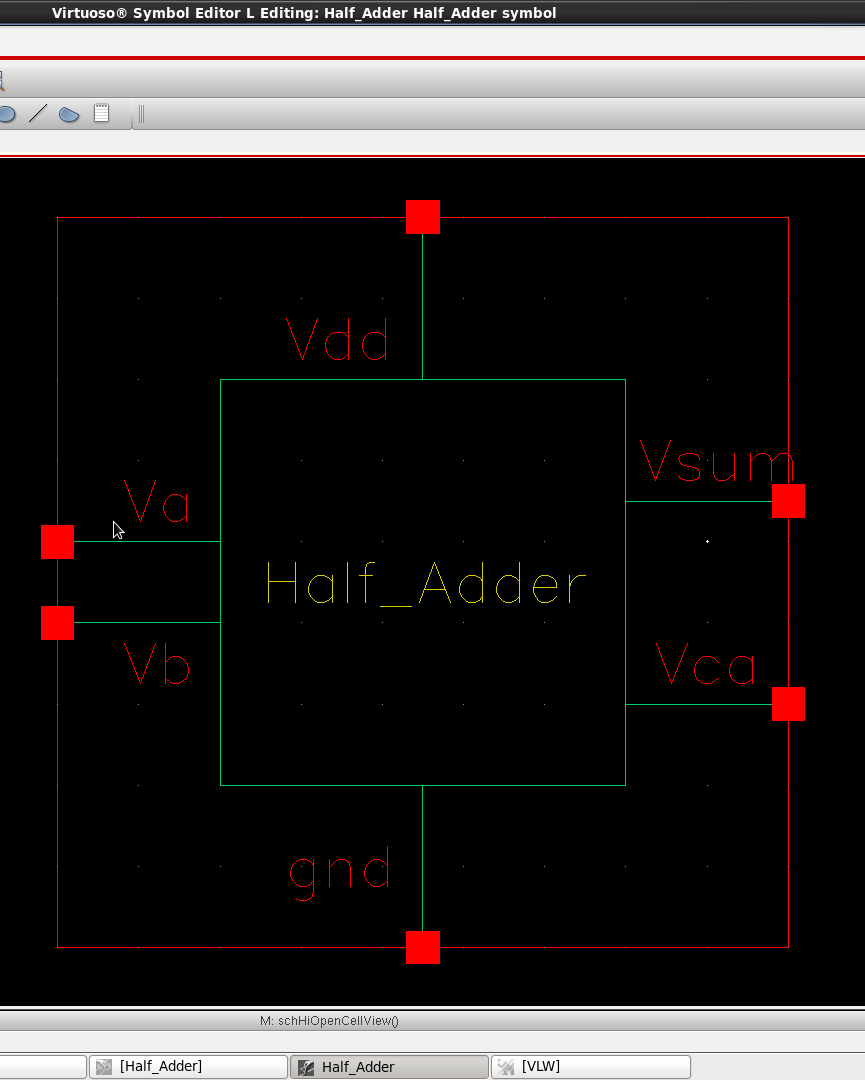 Virtuoso® Symbol Editor L Editing: Half_Adder Half_Adder symbol
Vdd
Vsum
Va
Half_Adder
Vb
Vca
gnd
M: schHiOpenCellView()
[Half_Adder]
Half_Adder
[VLW]